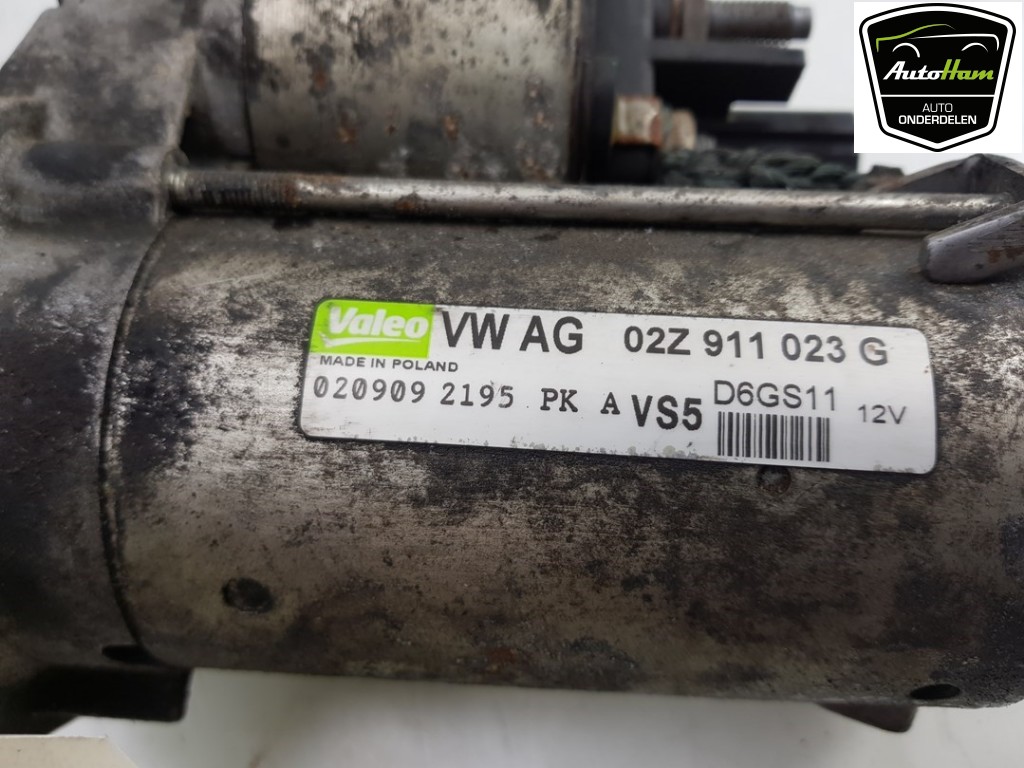 AutoHam
AUTO
ONDERDELEN
Valeo VW AG 02Z 911 023 G
MADE IN POLAND
020909 2195 PK A VS5 D6GS11 12V